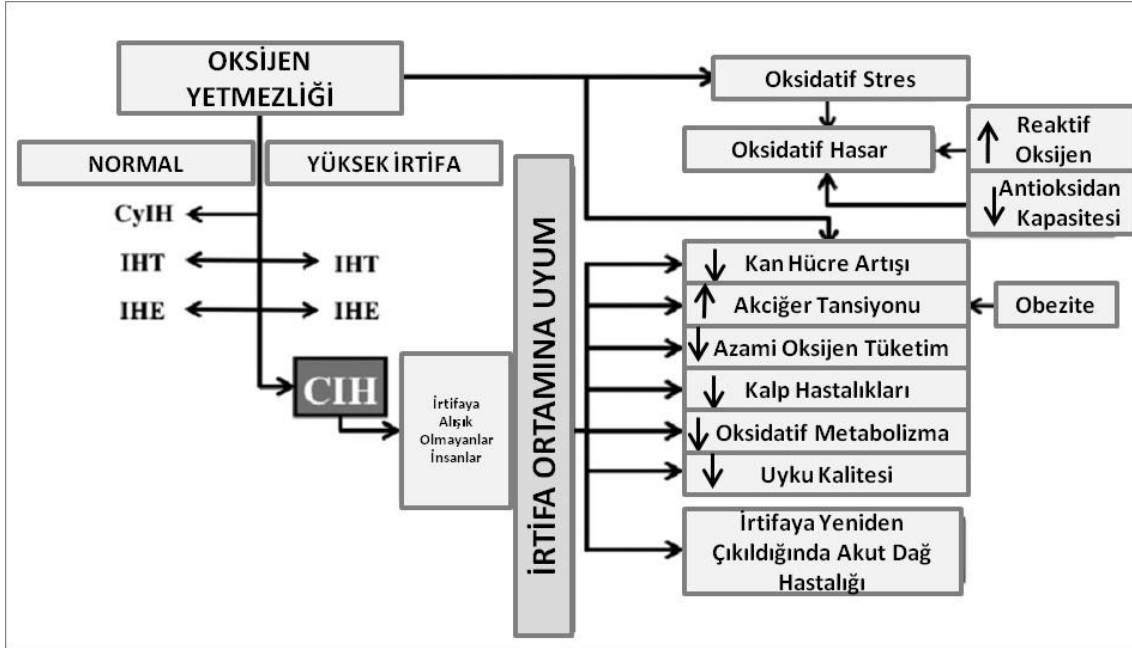 OKSİJEN
YETMEZLİĞİ
NORMAL
YÜKSEK İRTİFA
CyIH
IHT
IHT
IHE
IHE
CIH
İrtifaya
Alışık
Olmayanlar
İnsanlar
İRTİFA ORTAMINA UYUM
Oksidatif Stres
Oksidatif Hasar
Reaktif
Oksijen
Antioksidan
Kapasitesi
Kan Hücre Artışı
Akciğer Tansiyonu
Obezite
Azami Oksijen Tüketim
Kalp Hastalıkları
Oksidatif Metabolizma
Uyku Kalitesi
İrtifaya Yeniden
Çıkıldığında Akut Dağ
Hastalığı